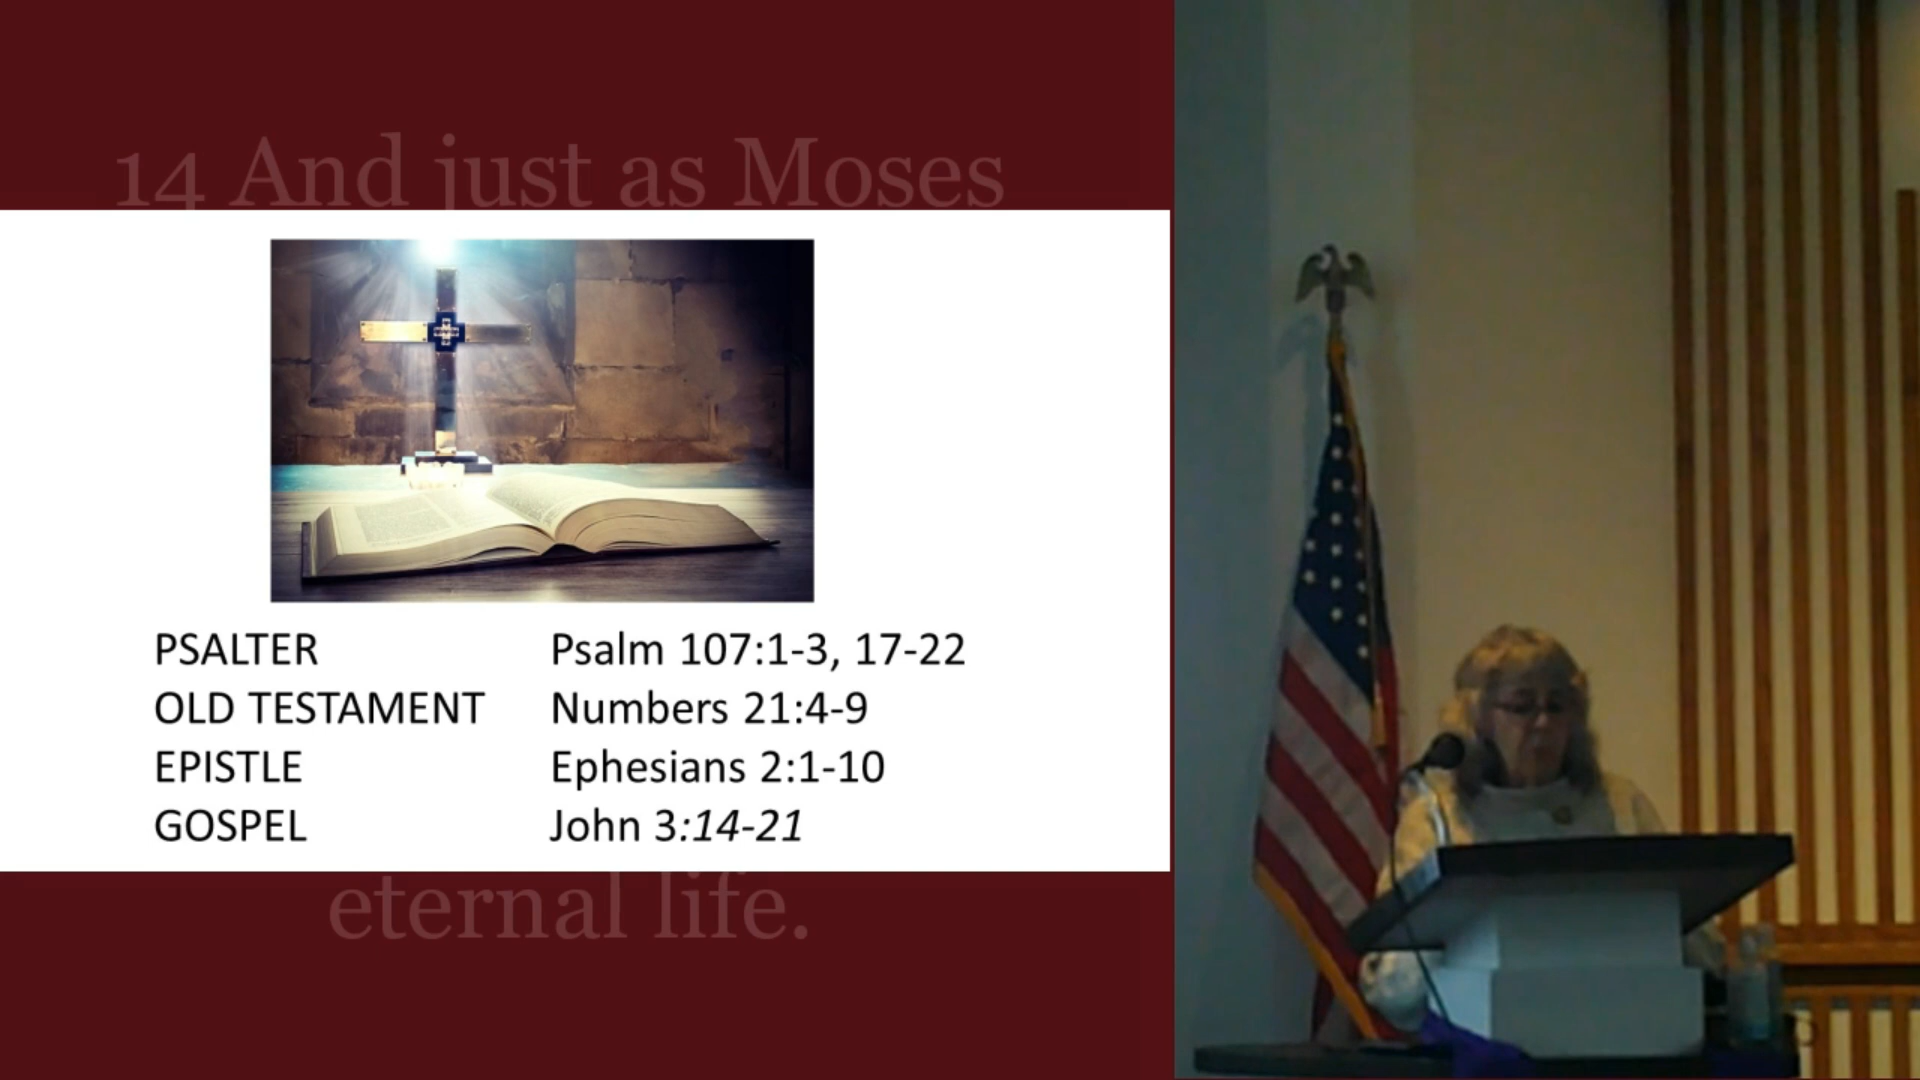 14 And just as Moses
PSALTER Psalm 107:1-3, 17-22
OLD TESTAMENT Numbers 21:4-9
EPISTLE Ephesians 2:1-10
GOSPEL John 3:14-21
eternal life.